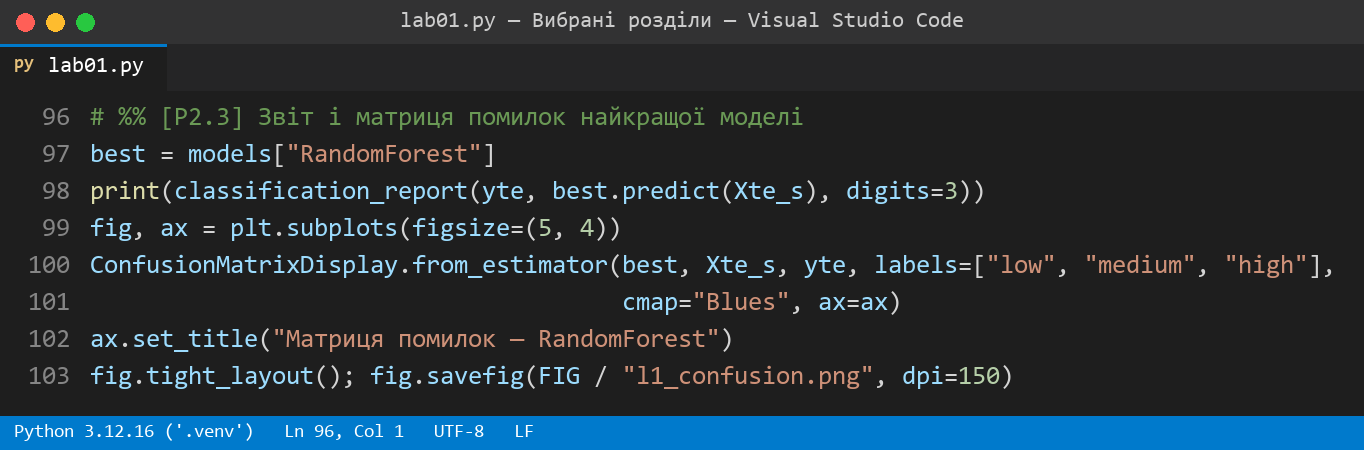 lab01.py — Вибрані розділи — Visual Studio Code
py lab01.py
96 # %% [P2.3] Звіт і матриця помилок найкращої моделі
97 best = models["RandomForest"]
98 print(classification_report(yte, best.predict(Xte_s), digits=3))
99 fig, ax = plt.subplots(figsize=(5, 4))
100 ConfusionMatrixDisplay.from_estimator(best, Xte_s, yte, labels=["low", "medium", "high"],
101                                       cmap="Blues", ax=ax)
102 ax.set_title("Матриця помилок — RandomForest")
103 fig.tight_layout(); fig.savefig(FIG / "l1_confusion.png", dpi=150)
Python 3.12.16 ('.venv') Ln 96, Col 1 UTF-8 LF